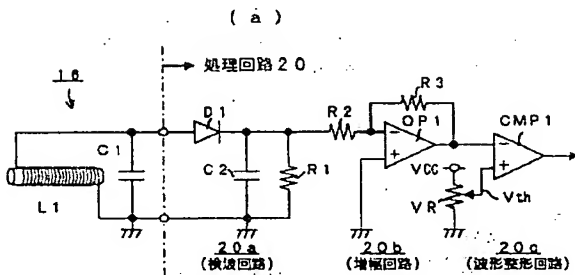 (a)
16
処理回路20
D1
R3
R2
OP1
CMP1
C1
C2
R1
VCC
VR
Vth
L1
20a
(検波回路)
20b
(増幅回路)
20c
(波形整形回路)